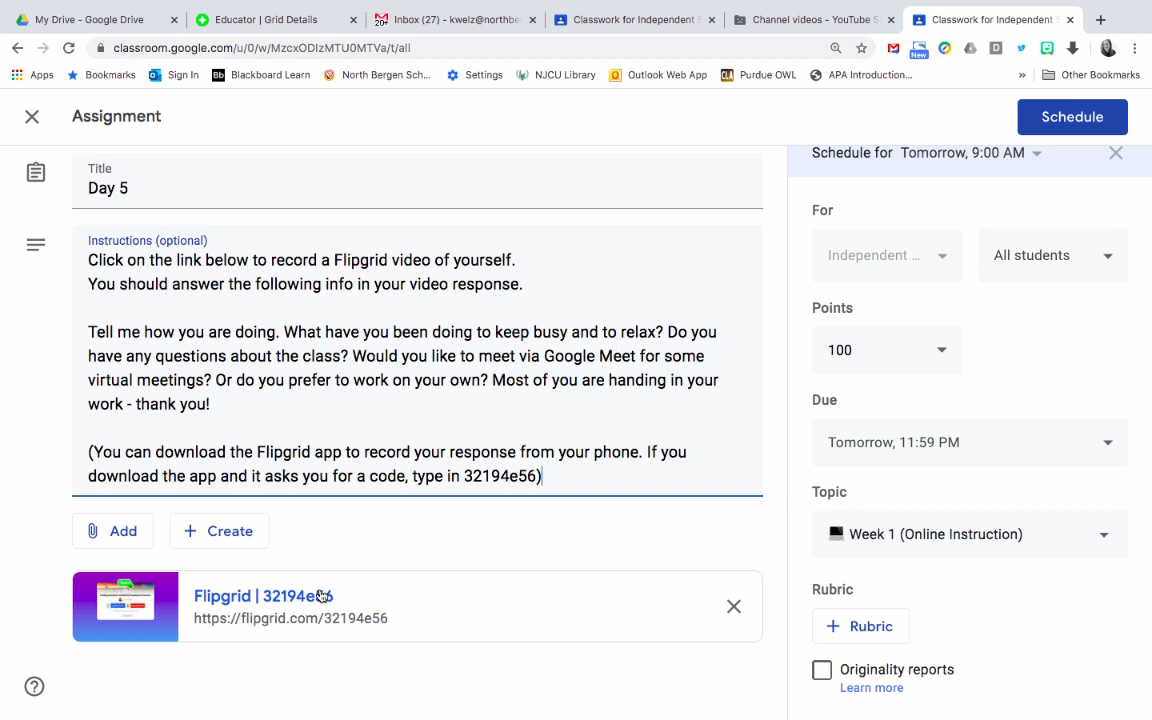 My Drive - Google Drive
Educator | Grid Details
Inbox (27) - kwelz@northbe
Classwork for Independent S
Channel videos - YouTube S
Classwork for Independent S
classroom.google.com/u/0/w/MzcxODIzMTU0MTVa/t/all
New
Apps
Bookmarks
Sign In
Bb Blackboard Learn
North Bergen Sch...
Settings
NJCU Library
Outlook Web App
Purdue OWL
APA Introduction...
Other Bookmarks
Assignment
Schedule
Title
Day 5
Schedule for Tomorrow, 9:00 AM
Instructions (optional)
Click on the link below to record a Flipgrid video of yourself.
You should answer the following info in your video response.
Tell me how you are doing. What have you been doing to keep busy and to relax? Do you
have any questions about the class? Would you like to meet via Google Meet for some
virtual meetings? Or do you prefer to work on your own? Most of you are handing in your
work - thank you!
(You can download the Flipgrid app to record your response from your phone. If you
download the app and it asks you for a code, type in 32194e56)
Add
Create
Flipgrid | 32194e56
https://flipgrid.com/32194e56
For
Independent ...
All students
Points
100
Due
Tomorrow, 11:59 PM
Topic
Week 1 (Online Instruction)
Rubric
Rubric
Originality reports
Learn more